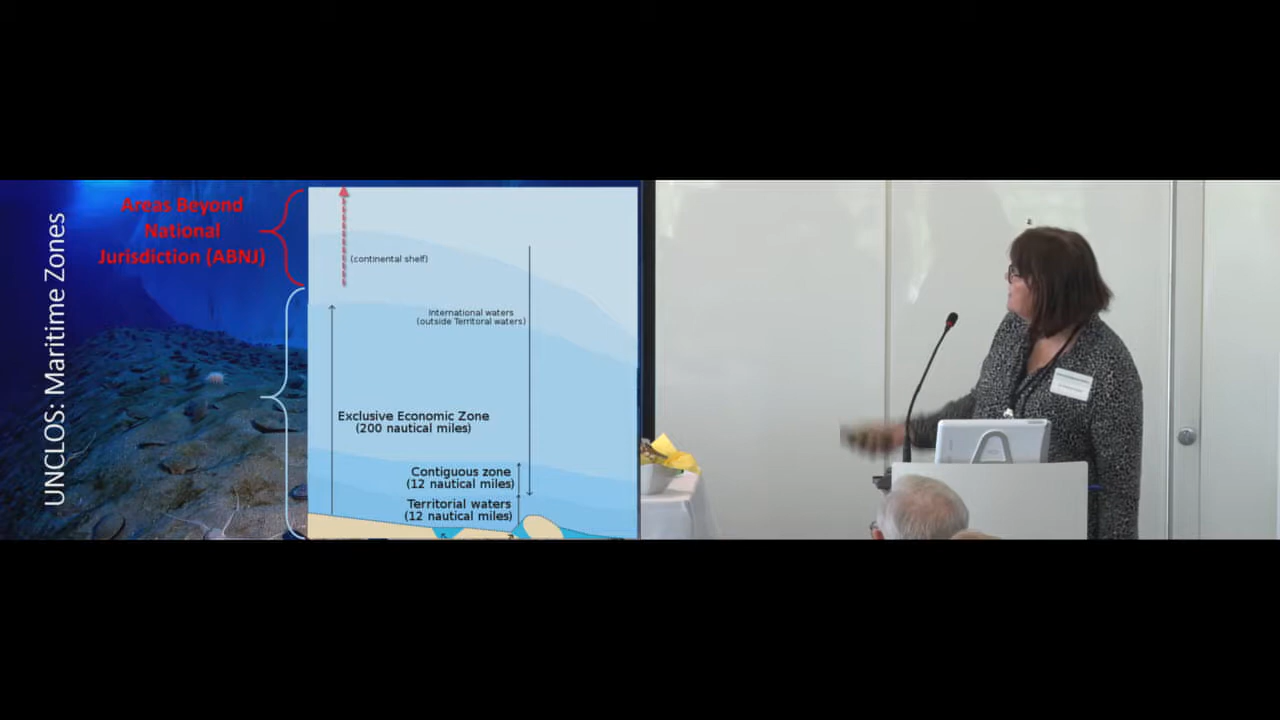 UNCLOS: Maritime Zones
Areas Beyond
National
Jurisdiction (ABNJ)
(continental shelf)
International waters
(outside Territoral waters)
Exclusive Economic Zone
(200 nautical miles)
Contiguous zone
(12 nautical miles)
Territorial waters
(12 nautical miles)